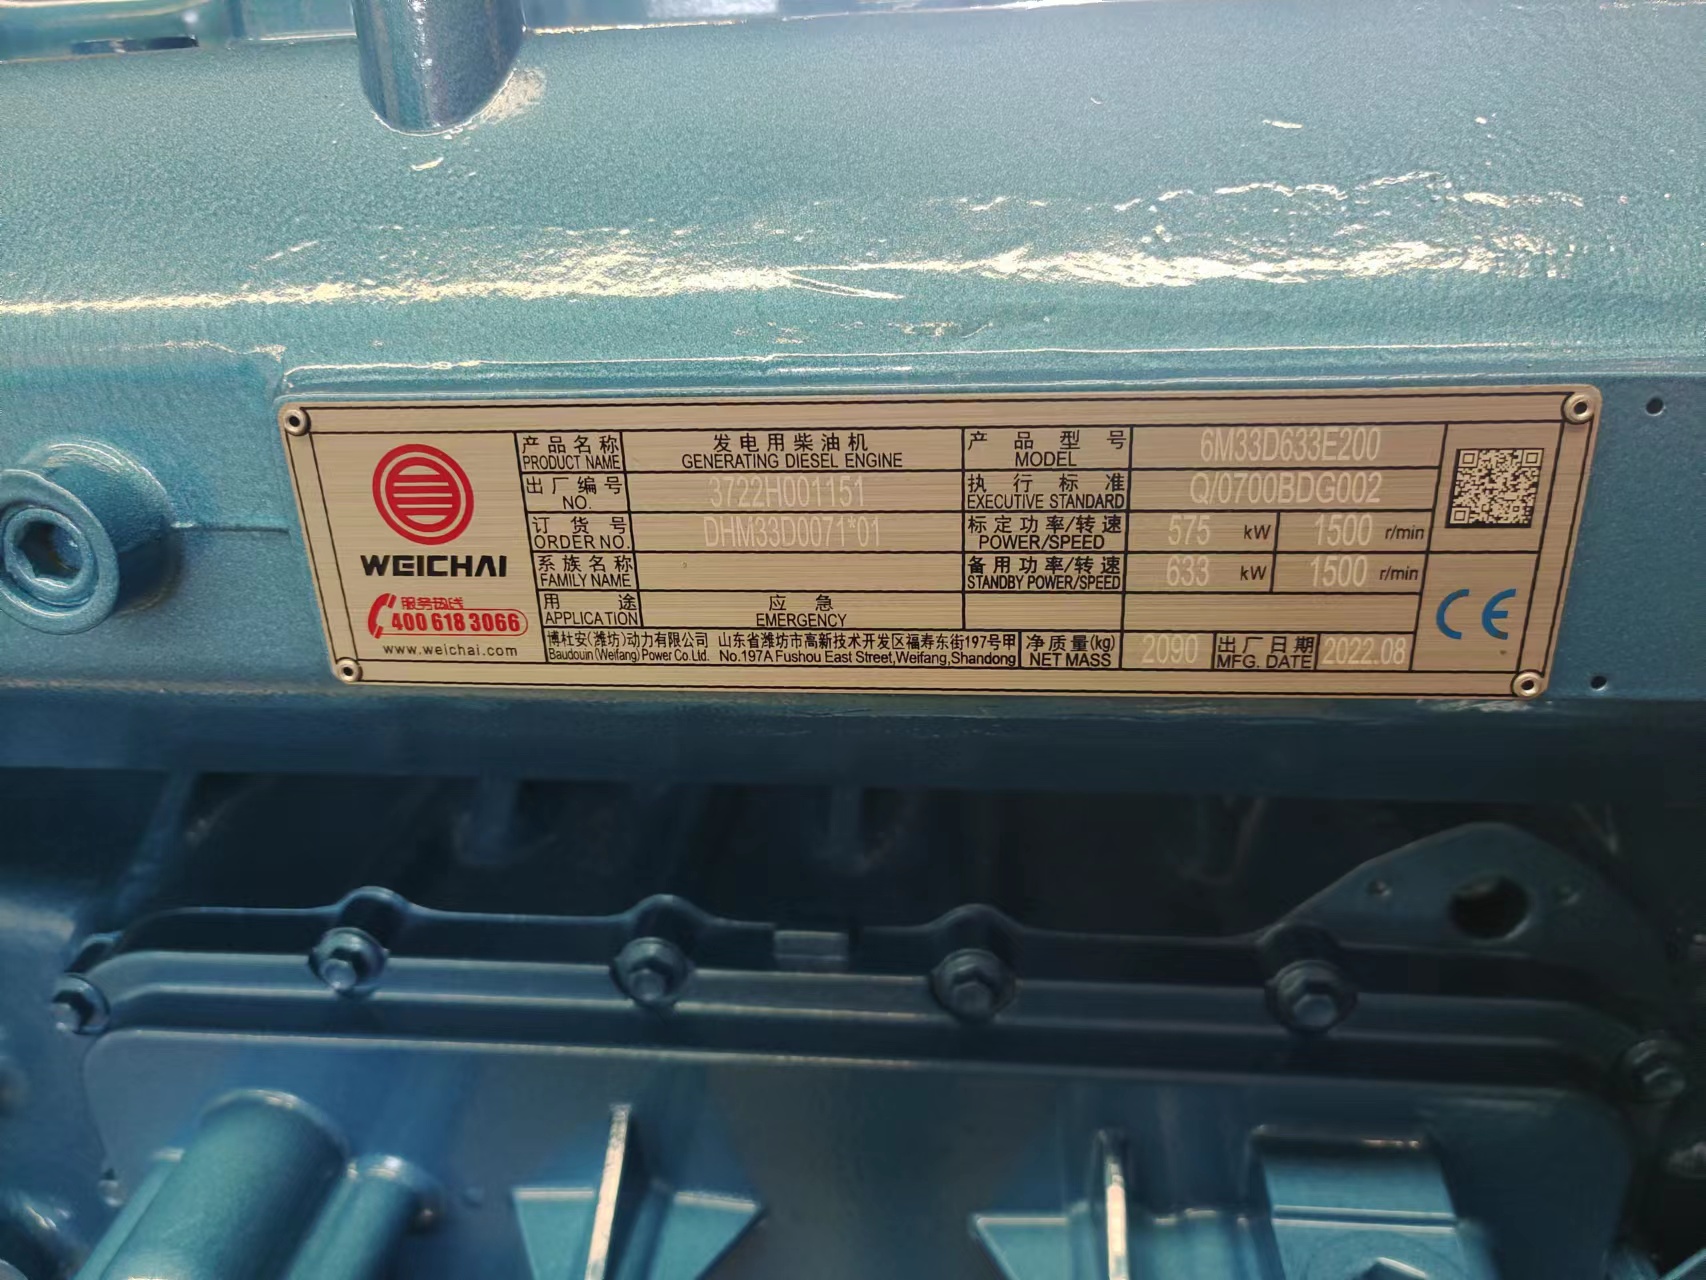 WEICHAI
服务热线
400 618 3066
www.weichai.com
产品名称 发电用柴油机 产品型号 6M33D633E200
PRODUCT NAME GENERATING DIESEL ENGINE MODEL
出厂编号 3722H001151 执行标准 Q/0700BDG002
NO. EXECUTIVE STANDARD
订货号 DHM33D0071*01 标定功率/转速 575 kW 1500 r/min
ORDER NO. POWER/SPEED
系族名称 备用功率/转速 633 kW 1500 r/min
FAMILY NAME STANDBY POWER/SPEED
用途 应急
APPLICATION EMERGENCY
博杜安(潍坊)动力有限公司 山东省潍坊市高新技术开发区福寿东街197号甲 净质量(kg) 2090 出厂日期 2022.08
Baudouin (Weifang) Power Co.Ltd. No.197A Fushou East Street,Weifang,Shandong NET MASS MFG. DATE
CE